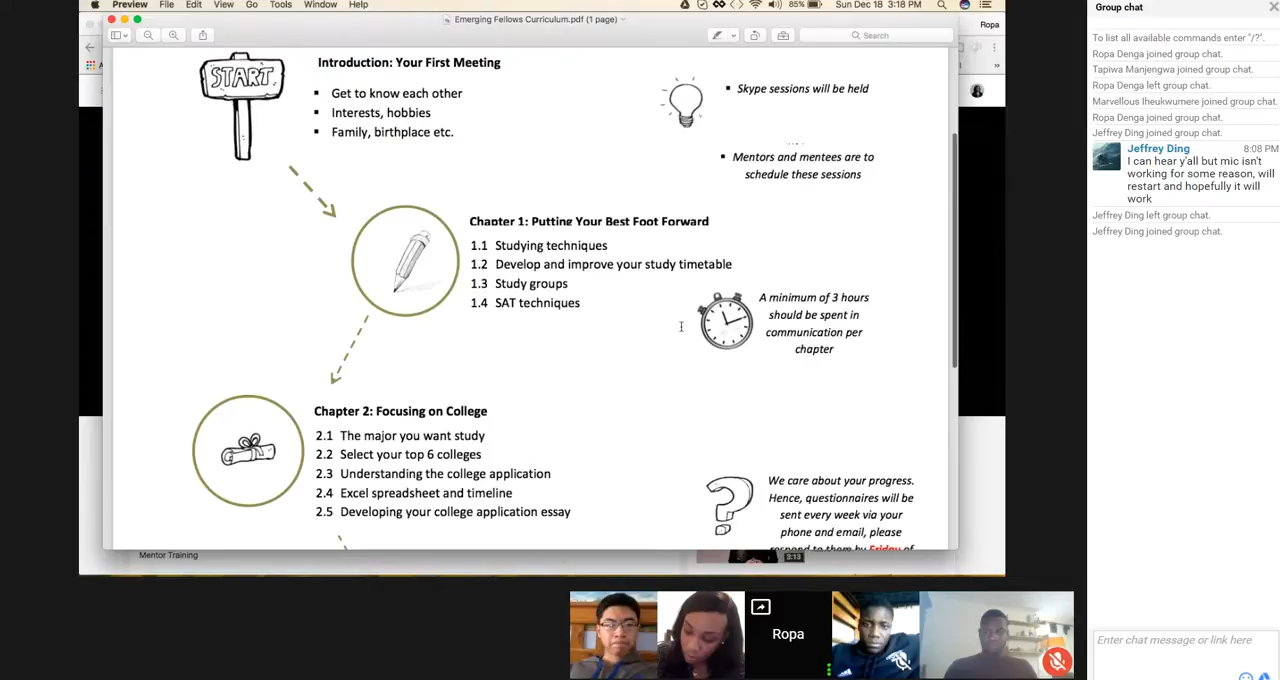 Preview File Edit View Go Tools Window Help
85% Sun Dec 18 3:18 PM
Emerging Fellows Curriculum.pdf (1 page)
Ropa
Search
START
Introduction: Your First Meeting
▪ Get to know each other
▪ Interests, hobbies
▪ Family, birthplace etc.
▪ Skype sessions will be held
▪ Mentors and mentees are to
schedule these sessions
Chapter 1: Putting Your Best Foot Forward
1.1 Studying techniques
1.2 Develop and improve your study timetable
1.3 Study groups
1.4 SAT techniques
A minimum of 3 hours
should be spent in
communication per
chapter
Chapter 2: Focusing on College
2.1 The major you want study
2.2 Select your top 6 colleges
2.3 Understanding the college application
2.4 Excel spreadsheet and timeline
2.5 Developing your college application essay
We care about your progress.
Hence, questionnaires will be
sent every week via your
phone and email, please
respond to them by Friday of
Mentor Training
3:13
Ropa
Group chat
To list all available commands enter "/?".
Ropa Denga joined group chat.
Tapiwa Manjengwa joined group chat.
Ropa Denga left group chat.
Marvellous Iheukwumere joined group chat.
Ropa Denga joined group chat.
Jeffrey Ding joined group chat.
Jeffrey Ding 8:08 PM
I can hear y'all but mic isn't
working for some reason, will
restart and hopefully it will
work
Jeffrey Ding left group chat.
Jeffrey Ding joined group chat.
Enter chat message or link here